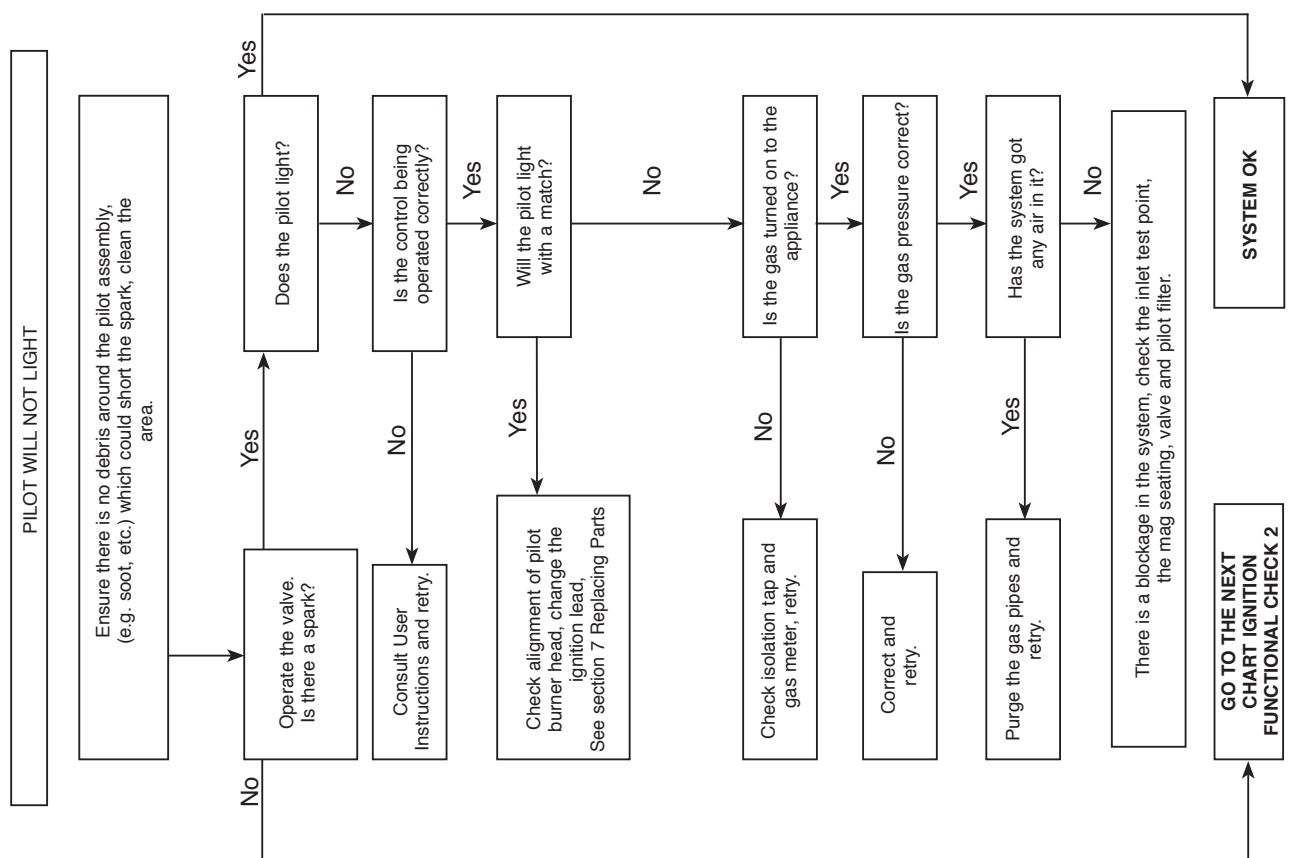 PILOT WILL NOT LIGHT
Ensure there is no debris around the pilot assembly,
(e.g. soot, etc.) which could short the spark, clean the
area.
Operate the valve.
Is there a spark?
No
Yes
Does the pilot light?
Yes
No
Is the control being
operated correctly?
No
Consult User
Instructions and retry.
Yes
Will the pilot light
with a match?
Yes
Check alignment of pilot
burner head, change the
ignition lead,
See section 7 Replacing Parts
No
Is the gas turned on to the
appliance?
No
Check isolation tap and
gas meter, retry.
Yes
Is the gas pressure correct?
No
Correct and
retry.
Yes
Has the system got
any air in it?
Yes
Purge the gas pipes and
retry.
No
There is a blockage in the system, check the inlet test point,
the mag seating, valve and pilot filter.
GO TO THE NEXT
CHART IGNITION
FUNCTIONAL CHECK 2
SYSTEM OK